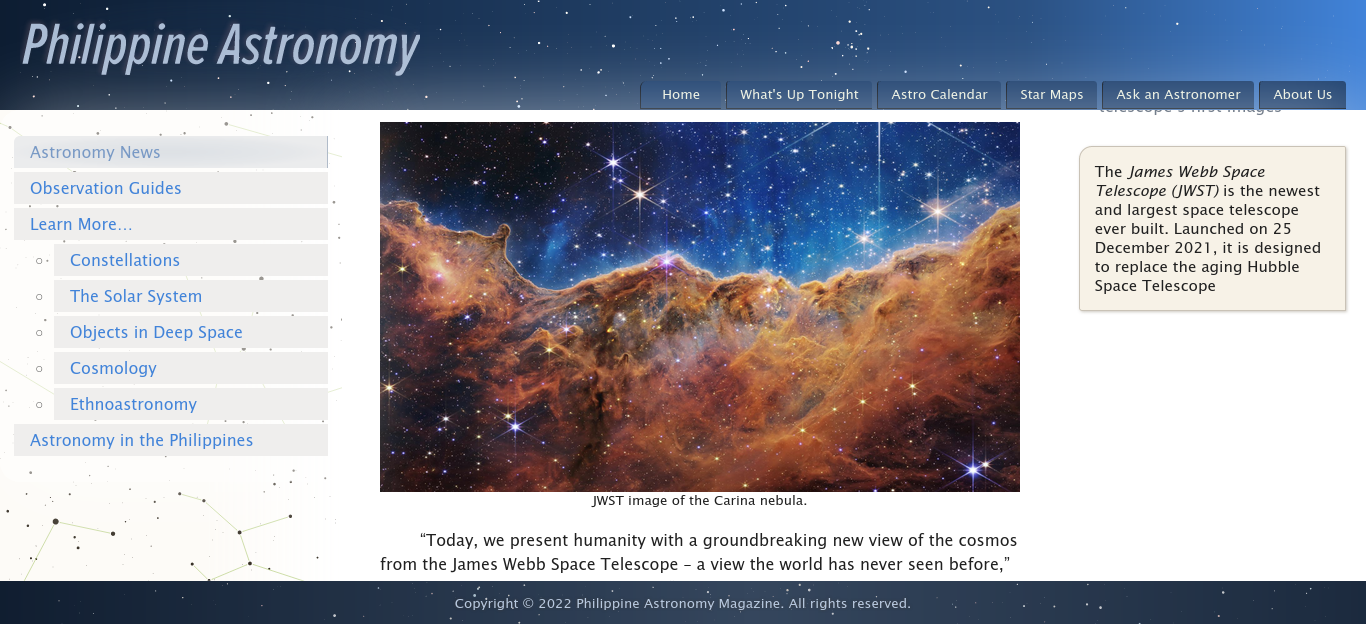 Philippine Astronomy
Home
What's Up Tonight
Astro Calendar
Star Maps
Ask an Astronomer
About Us
telescope's first images
Astronomy News
Observation Guides
Learn More...
Constellations
The Solar System
Objects in Deep Space
Cosmology
Ethnoastronomy
Astronomy in the Philippines
JWST image of the Carina nebula.
“Today, we present humanity with a groundbreaking new view of the cosmos
from the James Webb Space Telescope – a view the world has never seen before,”
The James Webb Space
Telescope (JWST) is the newest
and largest space telescope
ever built. Launched on 25
December 2021, it is designed
to replace the aging Hubble
Space Telescope
Copyright © 2022 Philippine Astronomy Magazine. All rights reserved.